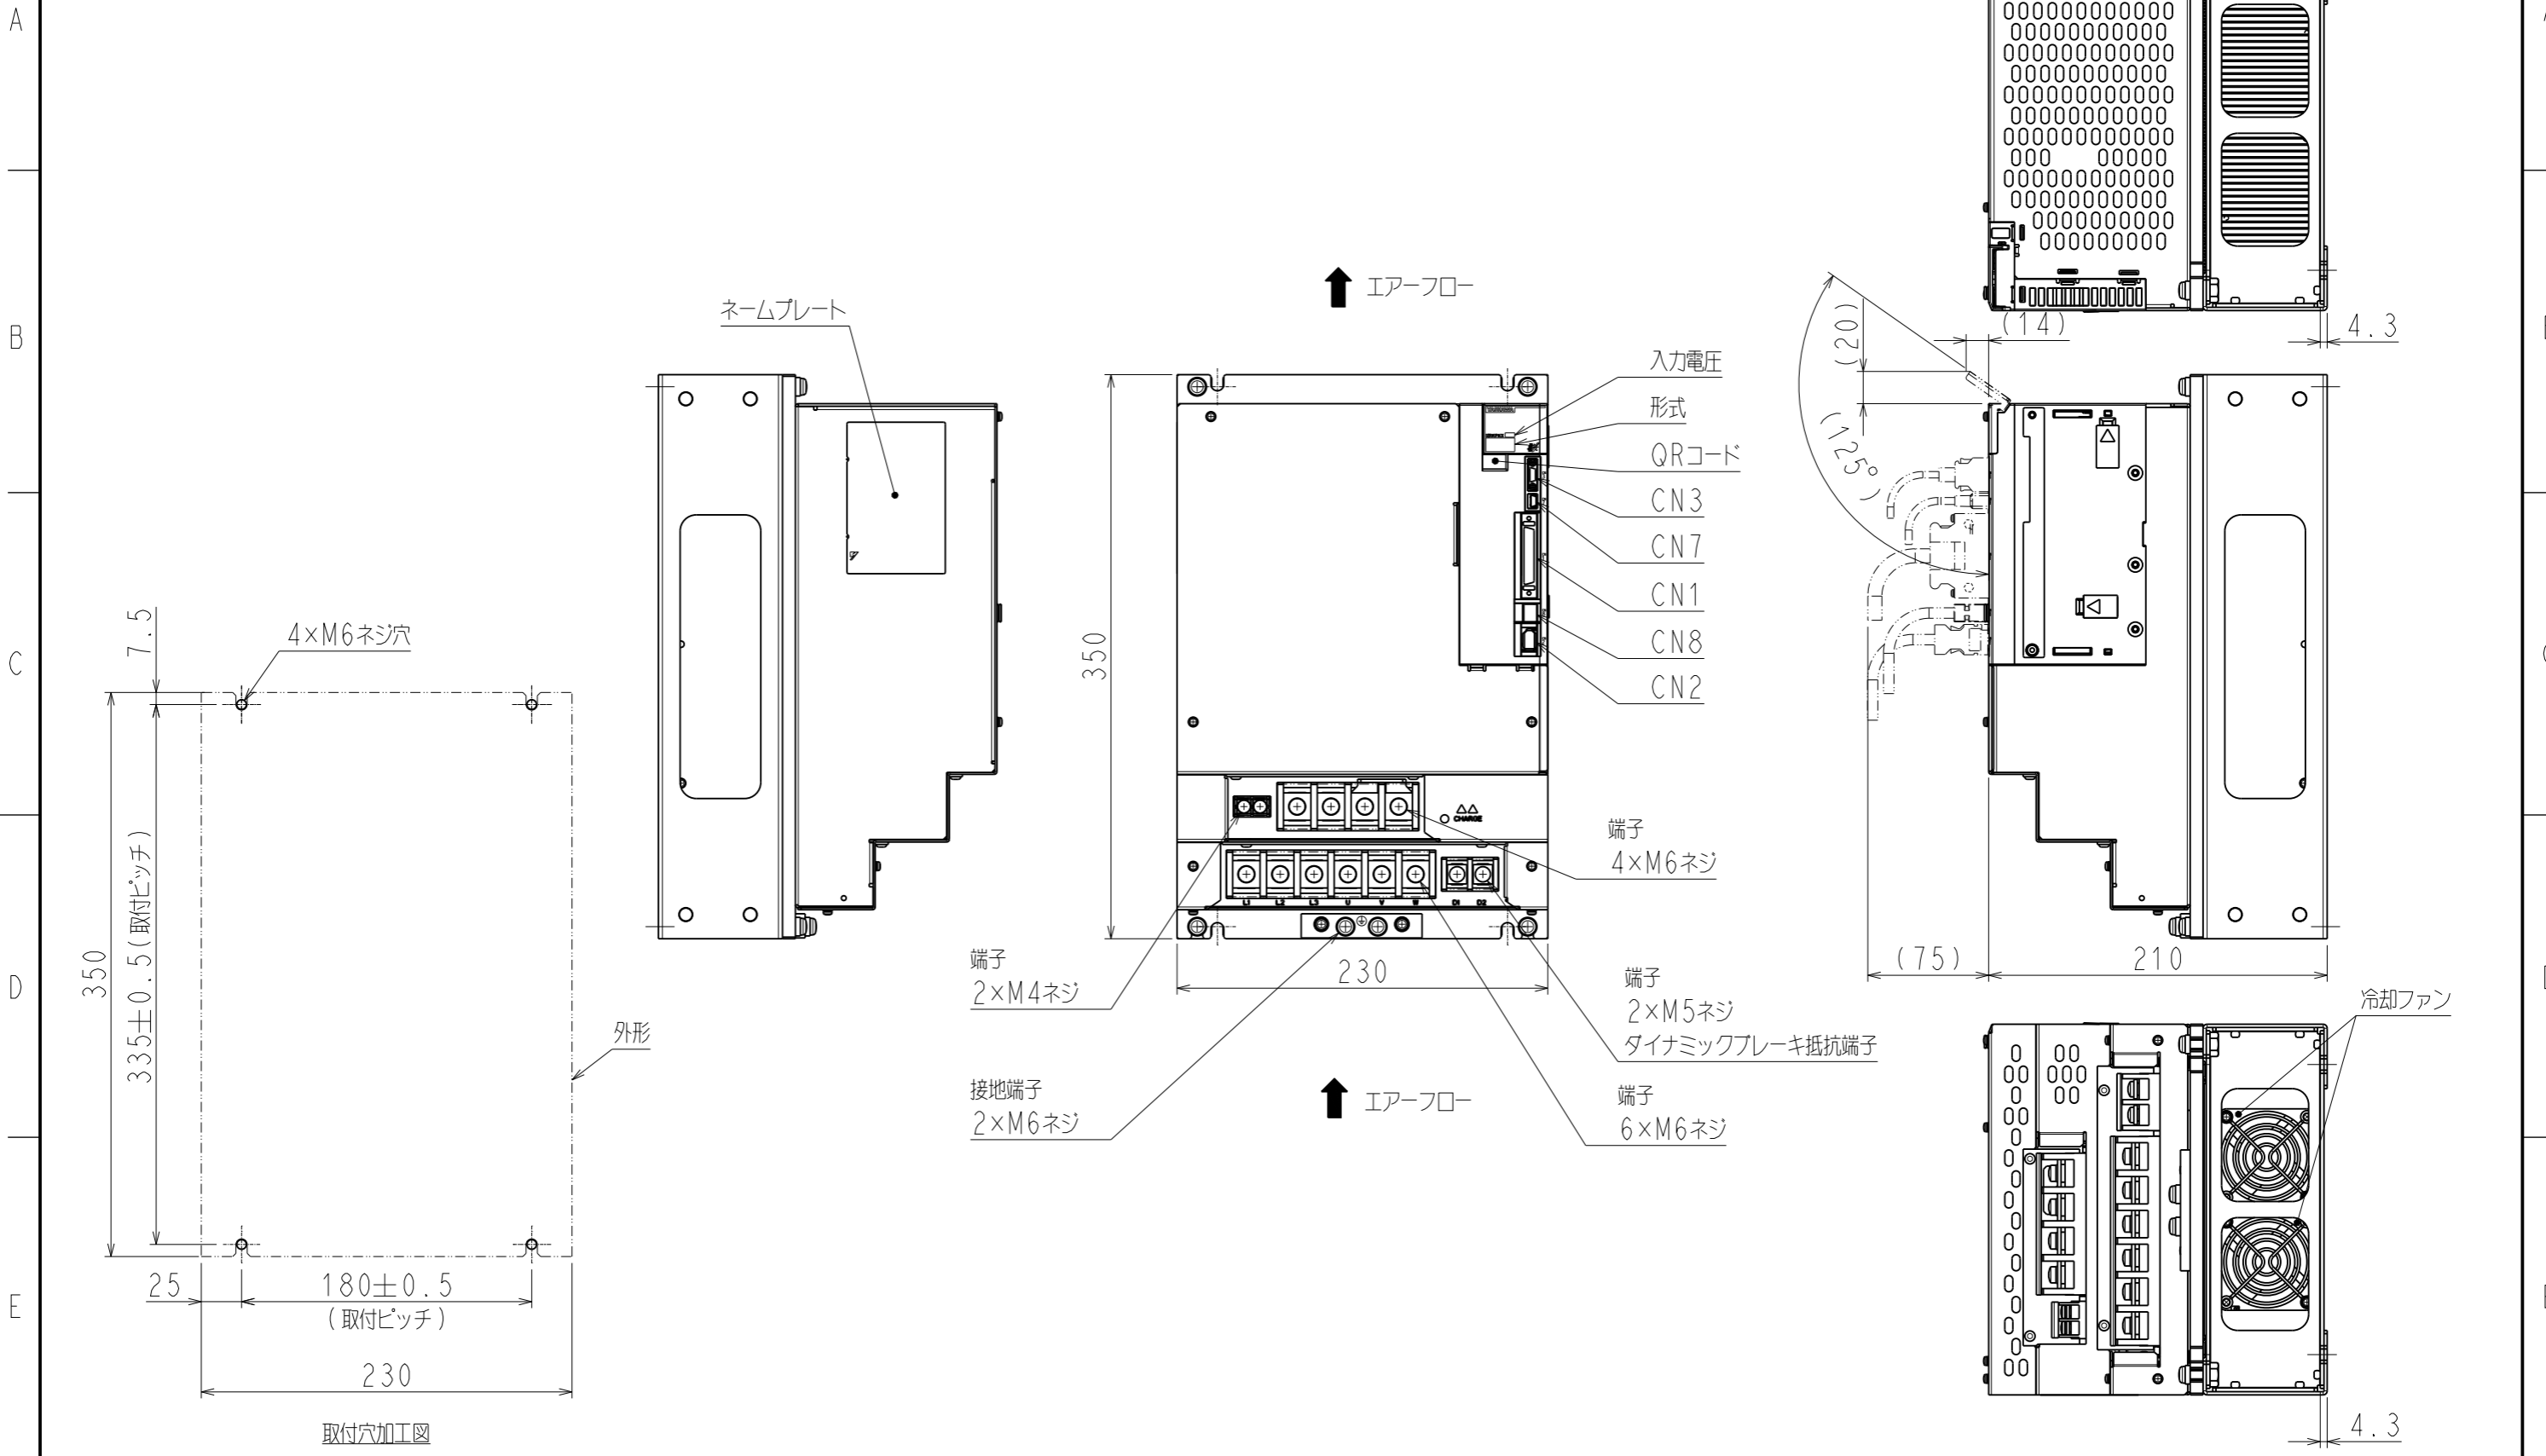 A
B
C
D
E
エアーフロー
(14)
4.3
(20)
(125°)
ネームプレート
入力電圧
形式
QRコード
CN3
CN7
CN1
CN8
CN2
350
7.5
4×M6ネジ穴
CHARGE
端子
4×M6ネジ
L1 L2 L3 U V W D1 D2
350
335±0.5(取付ピッチ)
外形
端子
2×M4ネジ
230
端子
2×M5ネジ
ダイナミックブレーキ抵抗端子
(75)
210
冷却ファン
接地端子
2×M6ネジ
エアーフロー
端子
6×M6ネジ
25
180±0.5
(取付ピッチ)
230
取付穴加工図
4.3